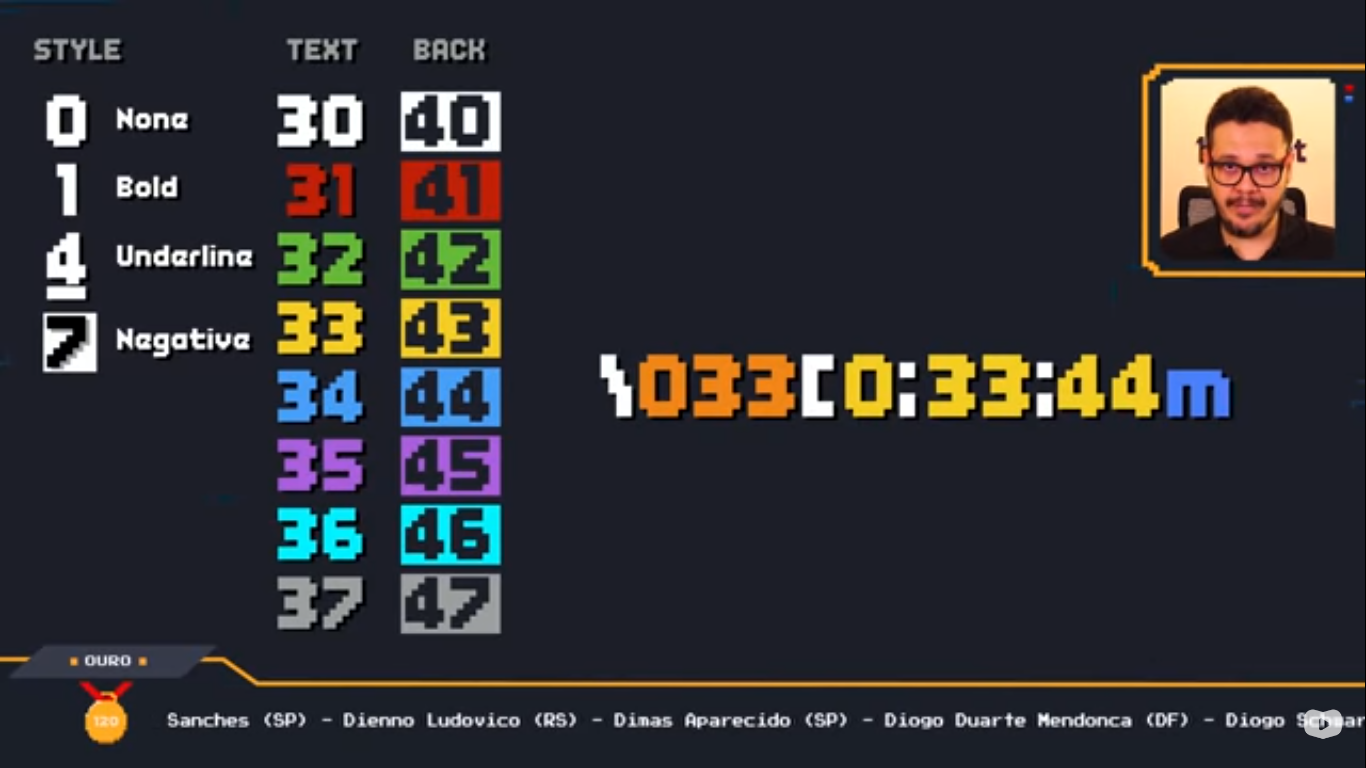 STYLE TEXT BACK
0 None 30 40
1 Bold 31 41
4 Underline 32 42
7 Negative 33 43
34 44
\033[0:33:44m
35 45
36 46
37 47
OURO
120
Sanches (SP) - Dienno Ludovico (RS) - Dimas Aparecido (SP) - Diogo Duarte Mendonca (DF) - Diogo